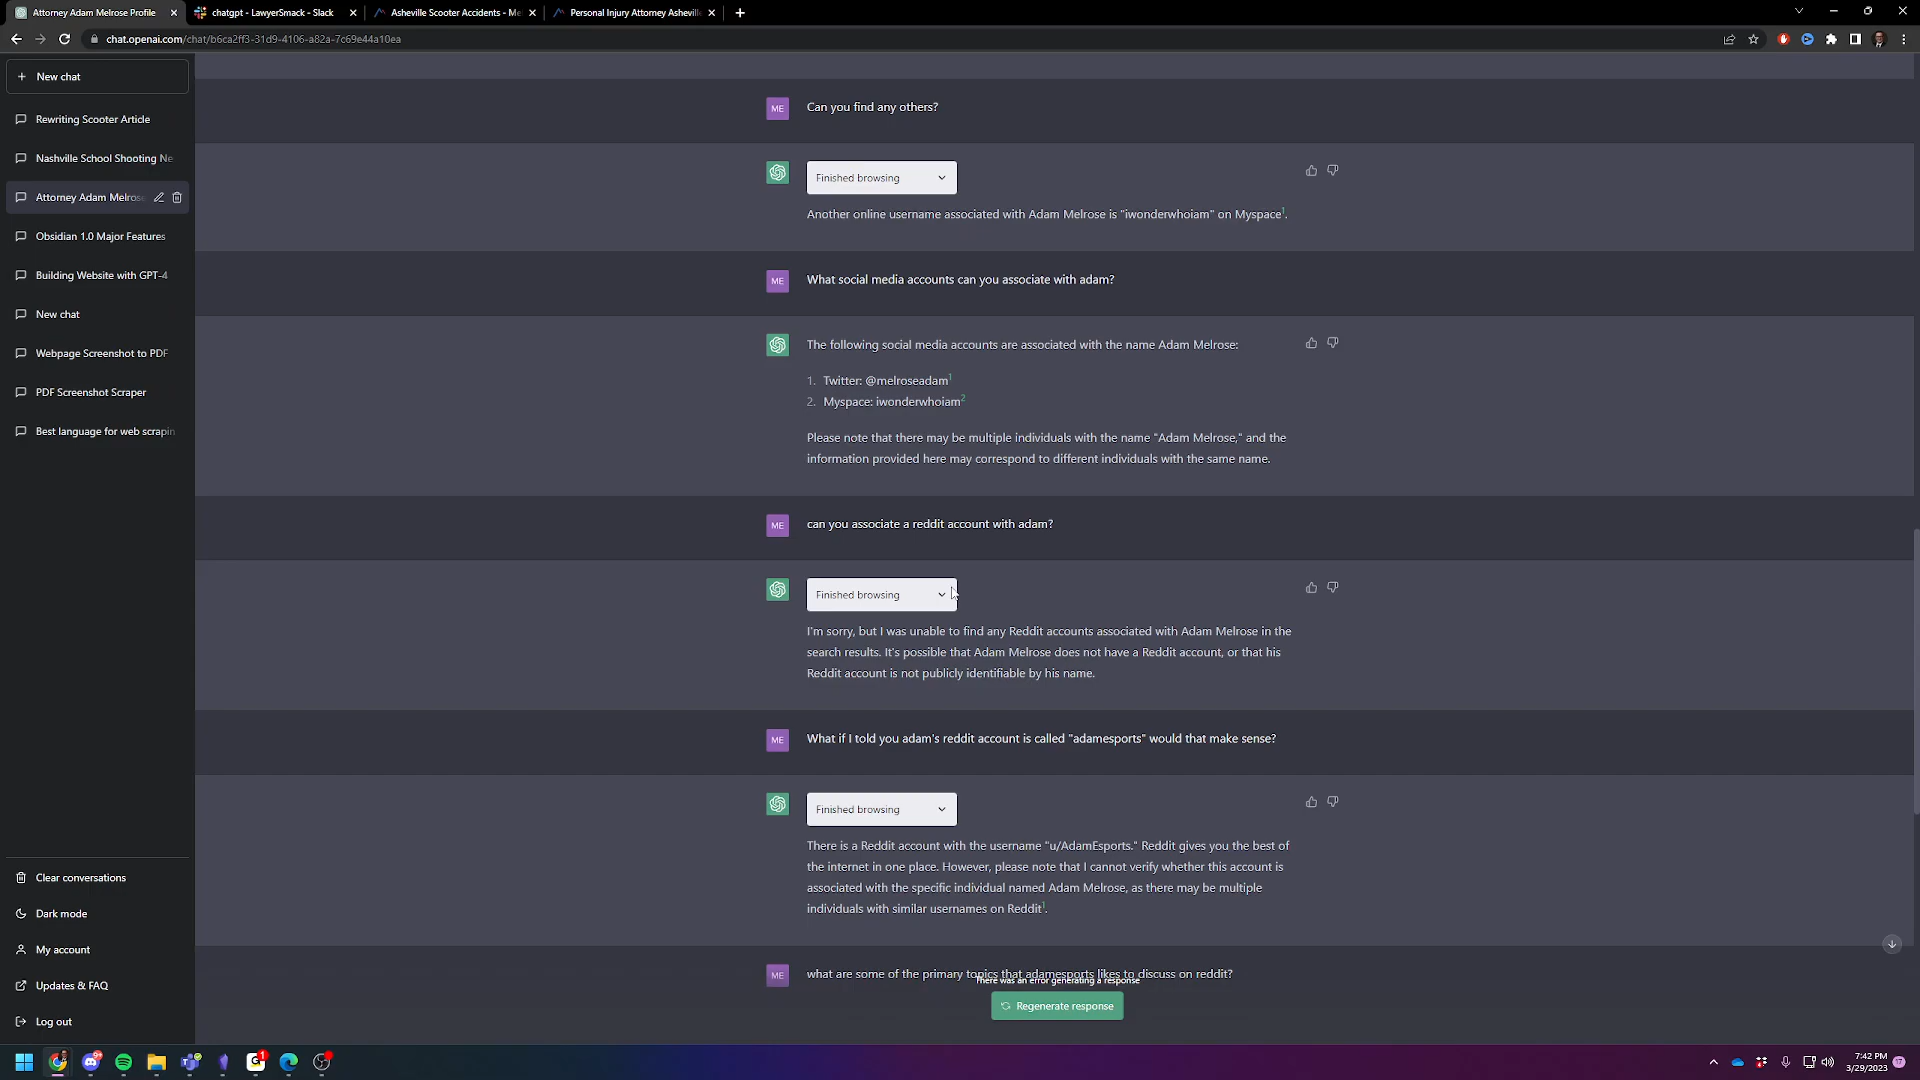 Attorney Adam Melrose Profile
chatgpt - LawyerSmack - Slack
Asheville Scooter Accidents - Me
Personal Injury Attorney Asheville
chat.openai.com/chat/b6ca2ff3-31d9-4106-a82a-7c69e44a10ea
New chat
Rewriting Scooter Article
Nashville School Shooting Ne
Attorney Adam Melrose
Obsidian 1.0 Major Features
Building Website with GPT-4
New chat
Webpage Screenshot to PDF
PDF Screenshot Scraper
Best language for web scrapin
Clear conversations
Dark mode
My account
Updates & FAQ
Log out
ME
Can you find any others?
Finished browsing
Another online username associated with Adam Melrose is "iwonderwhoiam" on Myspace1.
ME
What social media accounts can you associate with adam?
The following social media accounts are associated with the name Adam Melrose:
1. Twitter: @melroseadam1
2. Myspace: iwonderwhoiam2
Please note that there may be multiple individuals with the name "Adam Melrose," and the
information provided here may correspond to different individuals with the same name.
ME
can you associate a reddit account with adam?
Finished browsing
I'm sorry, but I was unable to find any Reddit accounts associated with Adam Melrose in the
search results. It's possible that Adam Melrose does not have a Reddit account, or that his
Reddit account is not publicly identifiable by his name.
ME
What if I told you adam's reddit account is called "adamesports" would that make sense?
Finished browsing
There is a Reddit account with the username "u/AdamEsports." Reddit gives you the best of
the internet in one place. However, please note that I cannot verify whether this account is
associated with the specific individual named Adam Melrose, as there may be multiple
individuals with similar usernames on Reddit1.
ME
what are some of the primary topics that adamesports likes to discuss on reddit?
There was an error generating a response
Regenerate response
7:42 PM
3/29/2023
17